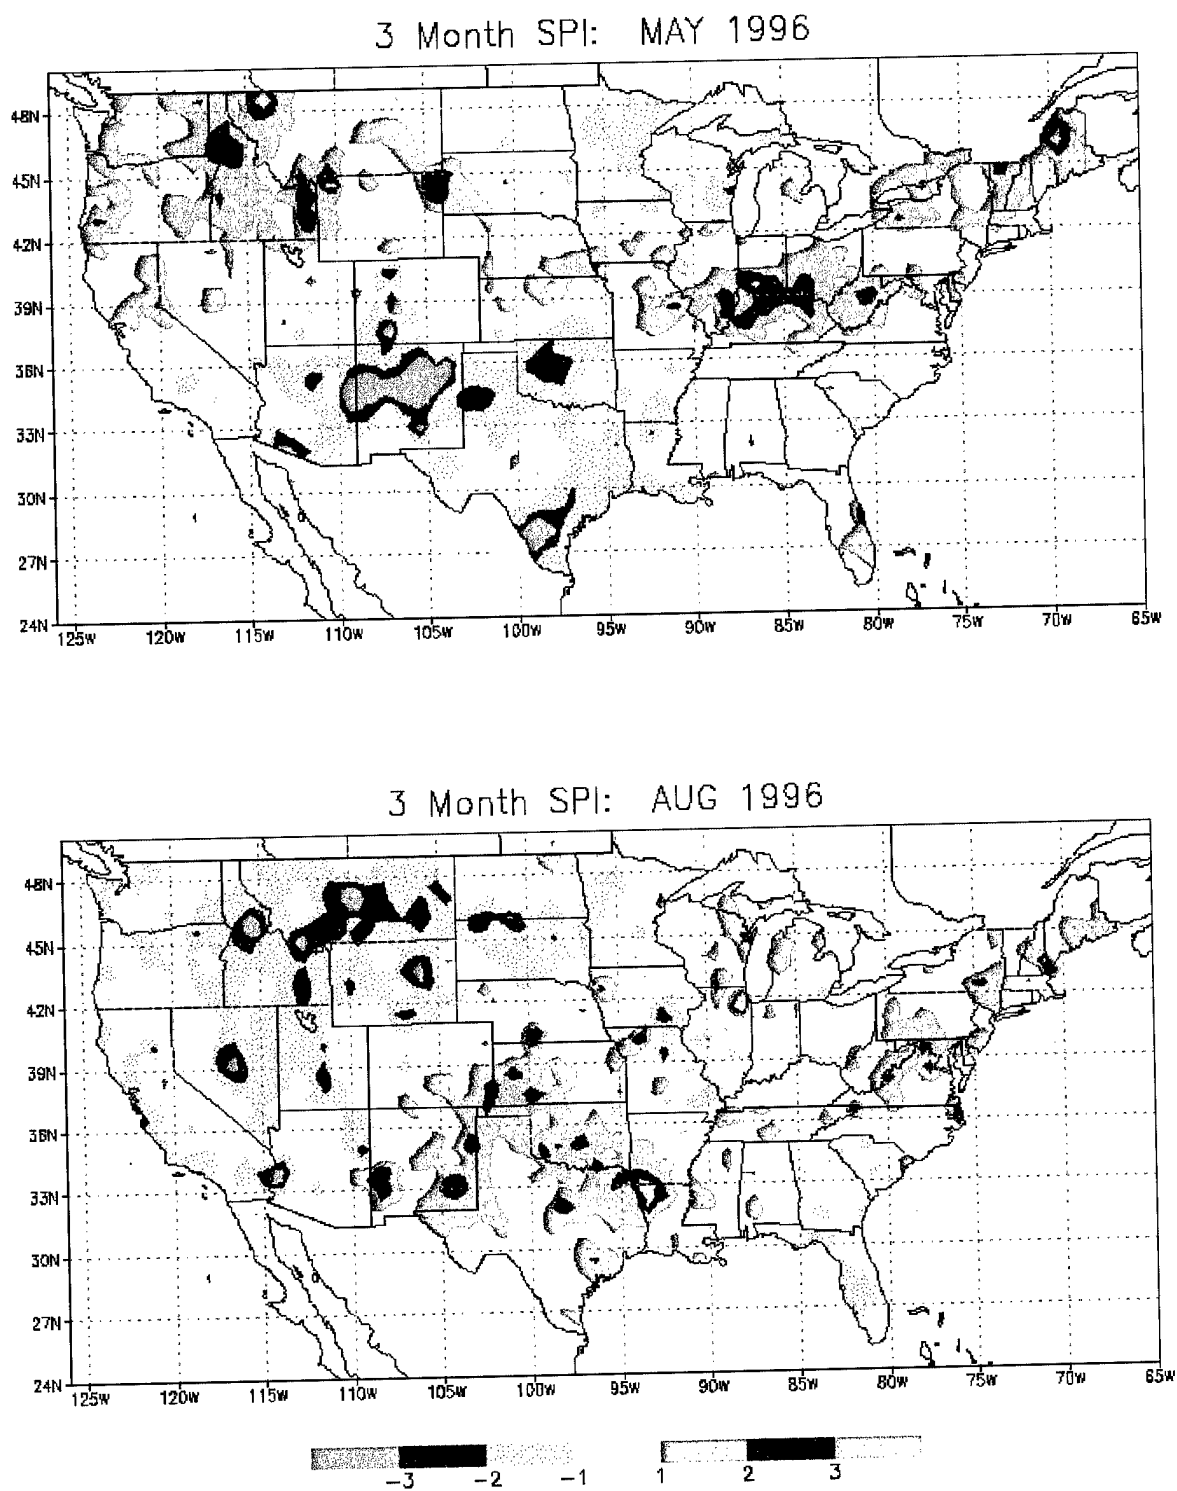 3 Month SPI: MAY 1996
48N
45N
42N
39N
36N
33N
30N
27N
24N
125W 120W 115W 110W 105W 100W 95W 90W 85W 80W 75W 70W 65W
3 Month SPI: AUG 1996
48N
45N
42N
39N
36N
33N
30N
27N
24N
125W 120W 115W 110W 105W 100W 95W 90W 85W 80W 75W 70W 65W
-3 -2 -1 1 2 3